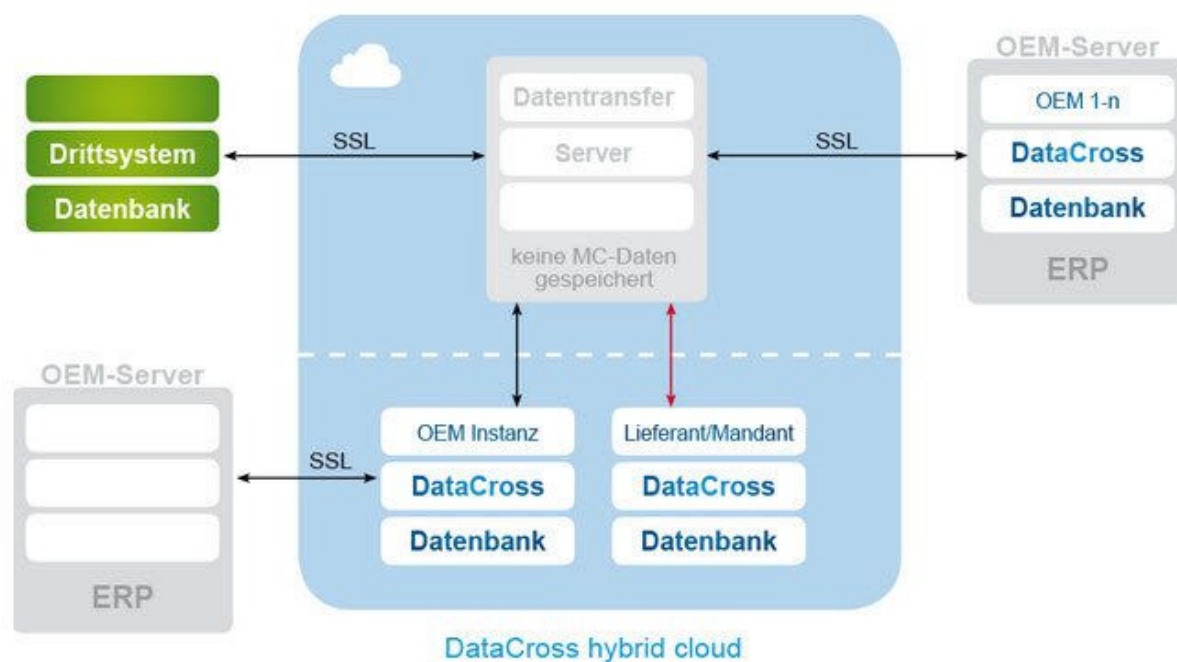 OEM-Server
Datentransfer
OEM 1-n
Drittsystem
SSL
Server
SSL
DataCross
Datenbank
Datenbank
keine MC-Daten
gespeichert
ERP
OEM-Server
OEM Instanz
Lieferant/Mandant
SSL
DataCross
DataCross
Datenbank
Datenbank
ERP
DataCross hybrid cloud